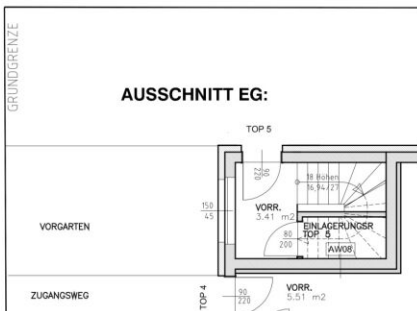 GRUNDGRENZE
AUSSCHNITT EG:
TOP 5
90
220
18 Höhen
16,94/27
150
45
VORR.
3.41 m2
EINLAGERUNGSR
TOP 5
80
200
AW08
VORGARTEN
ZUGANGSWEG
TOP 4
90
220
VORR.
5.51 m2